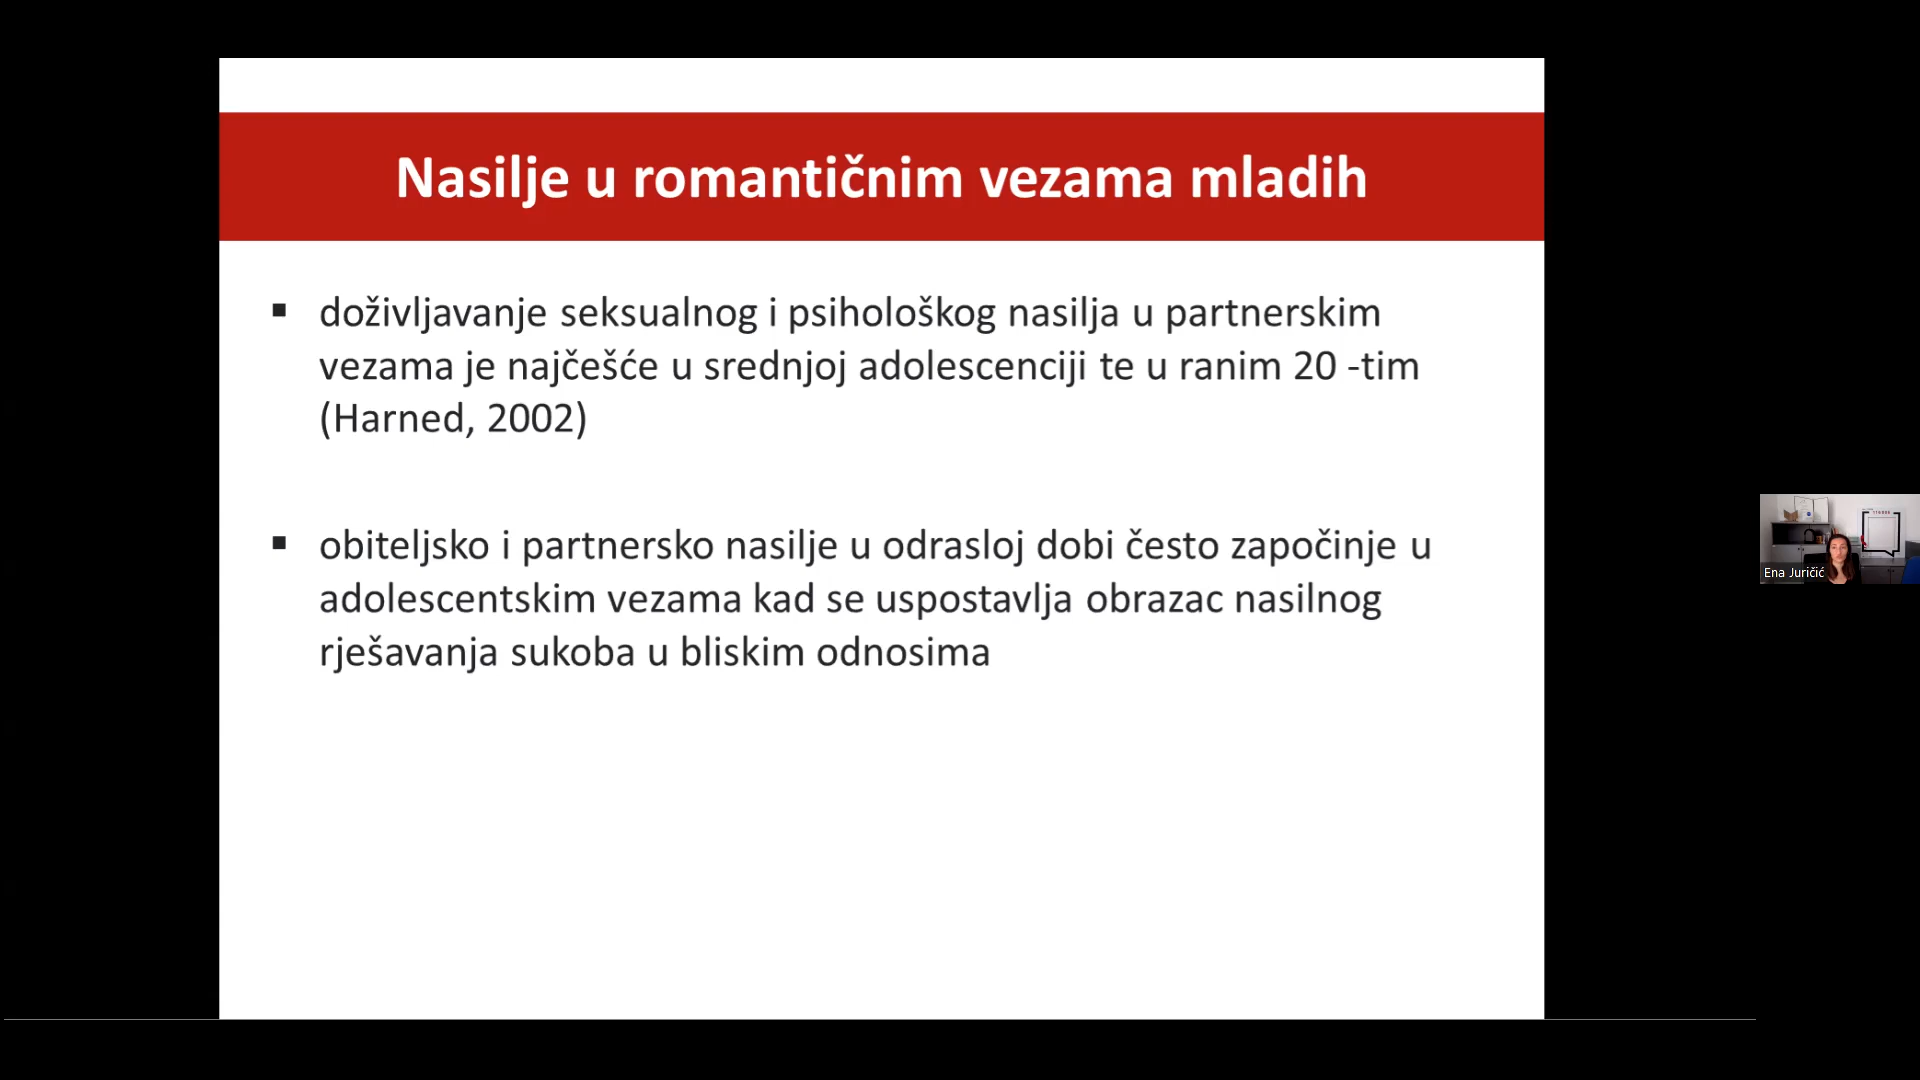 Nasilje u romantičnim vezama mladih
▪ doživljavanje seksualnog i psihološkog nasilja u partnerskim
vezama je najčešće u srednjoj adolescenciji te u ranim 20 -tim
(Harned, 2002)
▪ obiteljsko i partnersko nasilje u odrasloj dobi često započinje u
adolescentskim vezama kad se uspostavlja obrazac nasilnog
rješavanja sukoba u bliskim odnosima
Ena Juričić